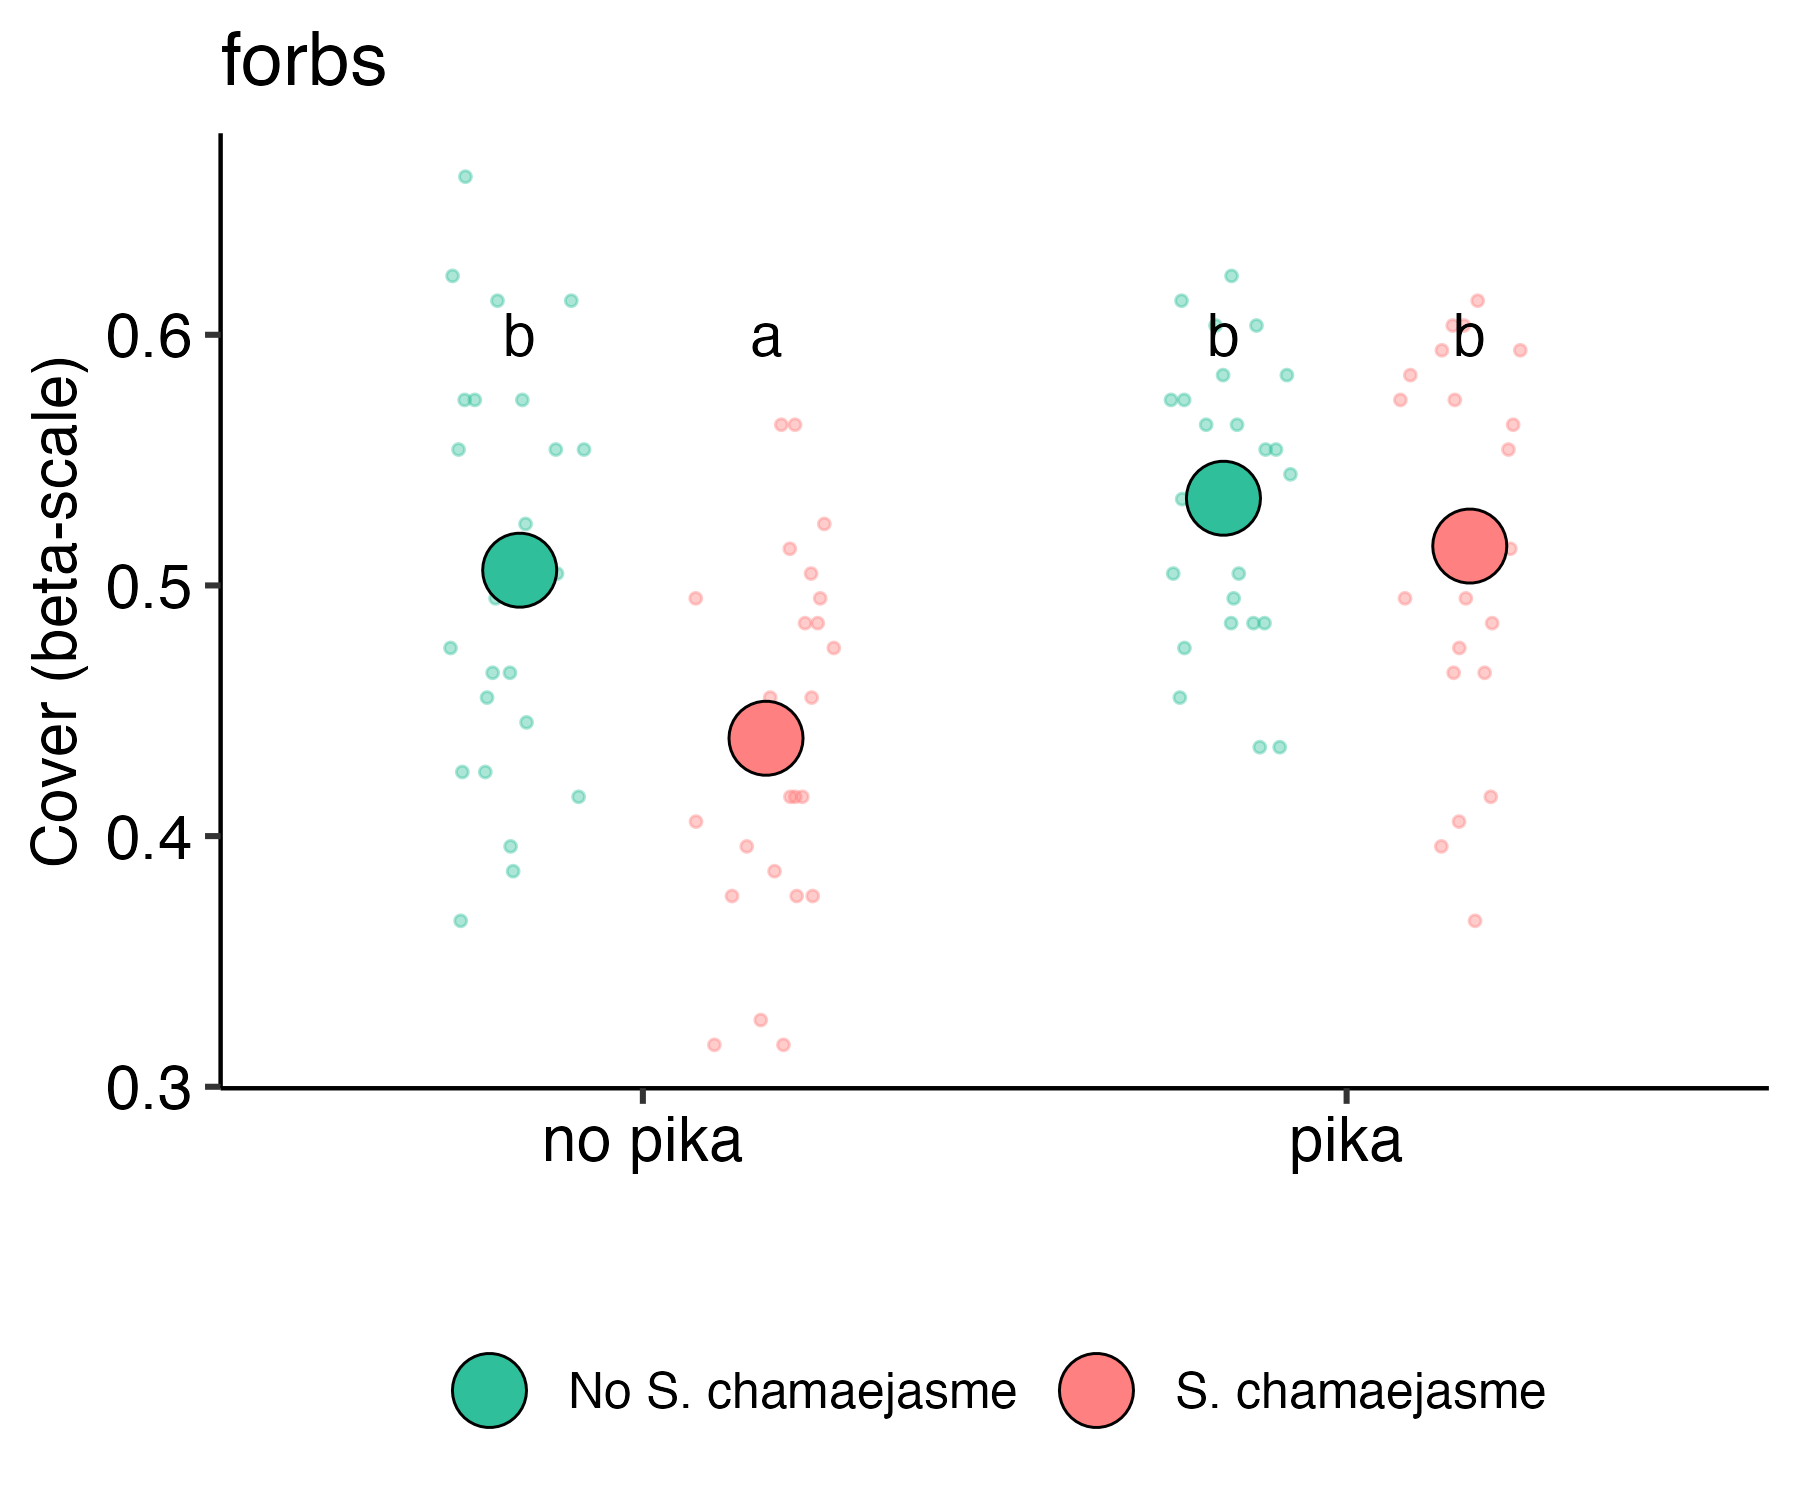 forbs
Cover (beta-scale)
0.6
0.5
0.4
0.3
b
a
b
b
no pika
pika
No S. chamaejasme
S. chamaejasme